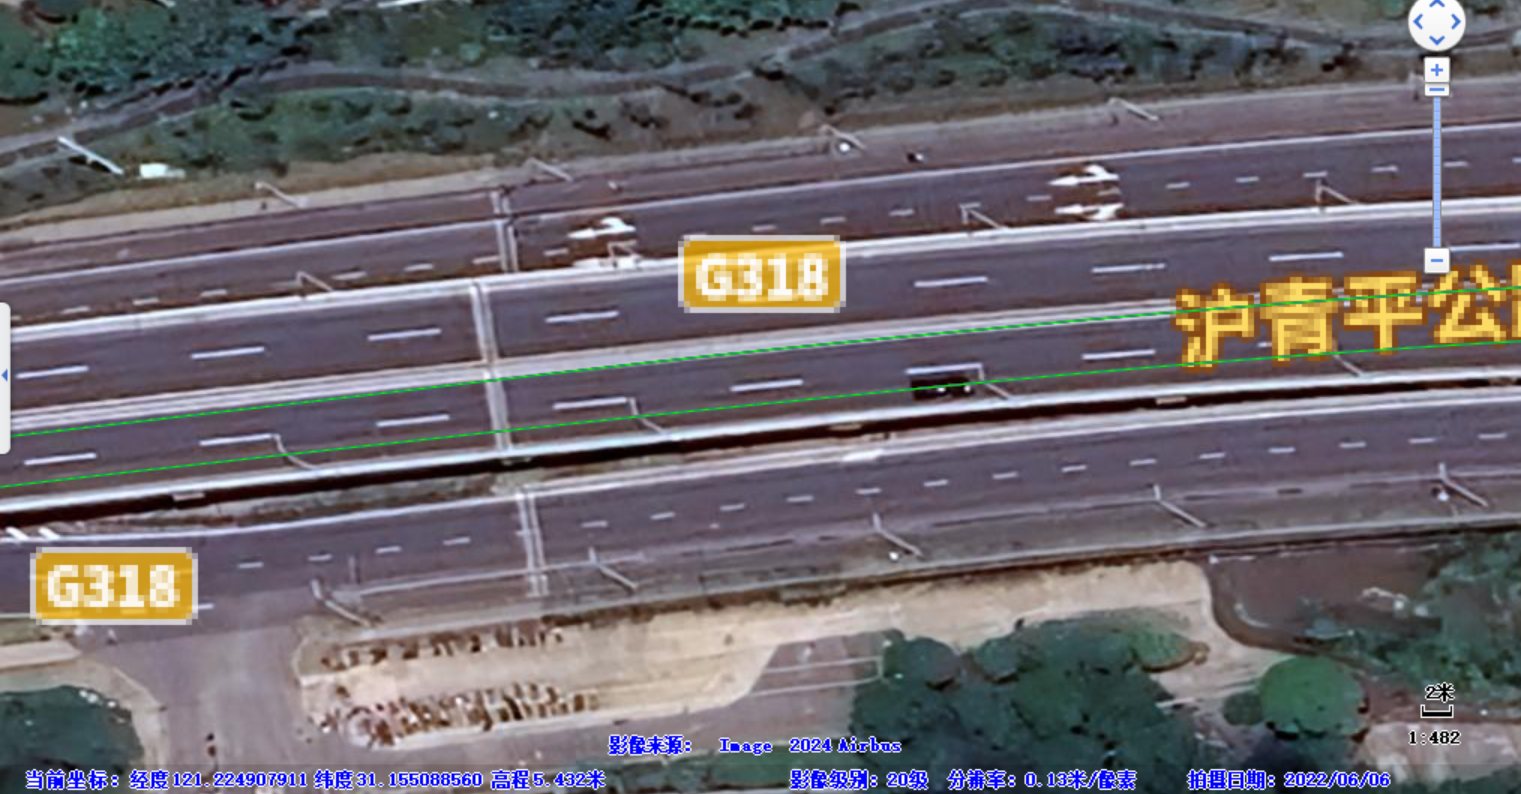 G318
沪青平公
G318
2米
1:482
影像来源: Image 2024 Airbus
当前坐标: 经度121.224907911 纬度31.155088560 高程5.432米 影像级别: 20级 分辨率: 0.13米/像素 拍摄日期: 2022/06/06